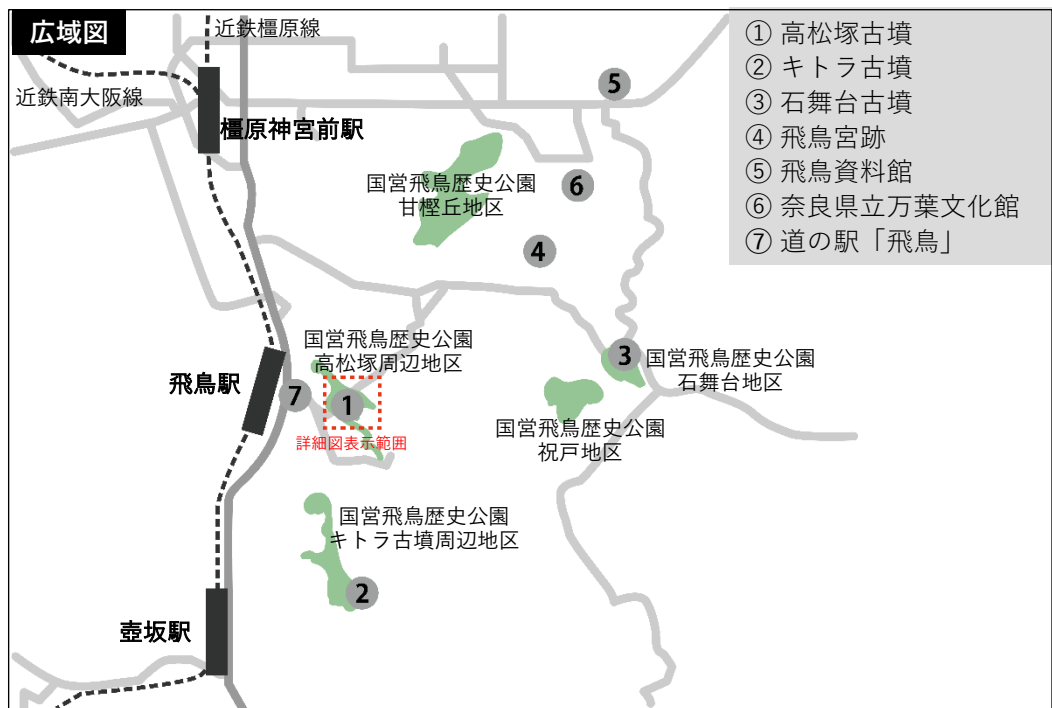 広域図
近鉄橿原線
近鉄南大阪線
橿原神宮前駅
① 高松塚古墳
② キトラ古墳
③ 石舞台古墳
④ 飛鳥宮跡
⑤ 飛鳥資料館
⑥ 奈良県立万葉文化館
⑦ 道の駅「飛鳥」
5
国営飛鳥歴史公園
甘樫丘地区
6
4
国営飛鳥歴史公園
高松塚周辺地区
飛鳥駅
7
1
詳細図表示範囲
3
国営飛鳥歴史公園
石舞台地区
国営飛鳥歴史公園
祝戸地区
国営飛鳥歴史公園
キトラ古墳周辺地区
2
壺坂駅